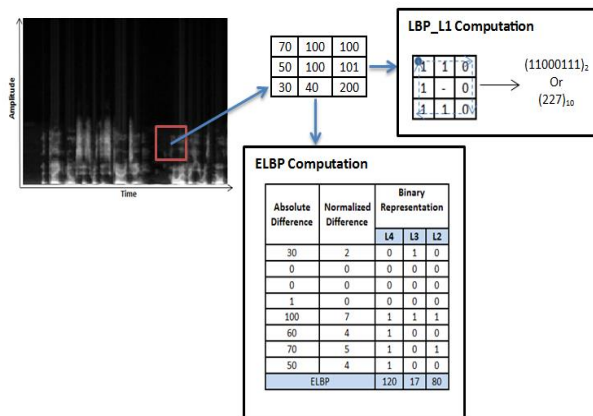 LBP_L1 Computation
70 100 100
50 100 101
30 40 200
1 1 0
1 - 0
1 1 0
(11000111)2
Or
(227)10
Amplitude
Time
ELBP Computation
Absolute Difference
Normalized Difference
Binary Representation
L4 L3 L2
30 2 0 1 0
0 0 0 0 0
0 0 0 0 0
1 0 0 0 0
100 7 1 1 1
60 4 1 0 0
70 5 1 0 1
50 4 1 0 0
ELBP 120 17 80